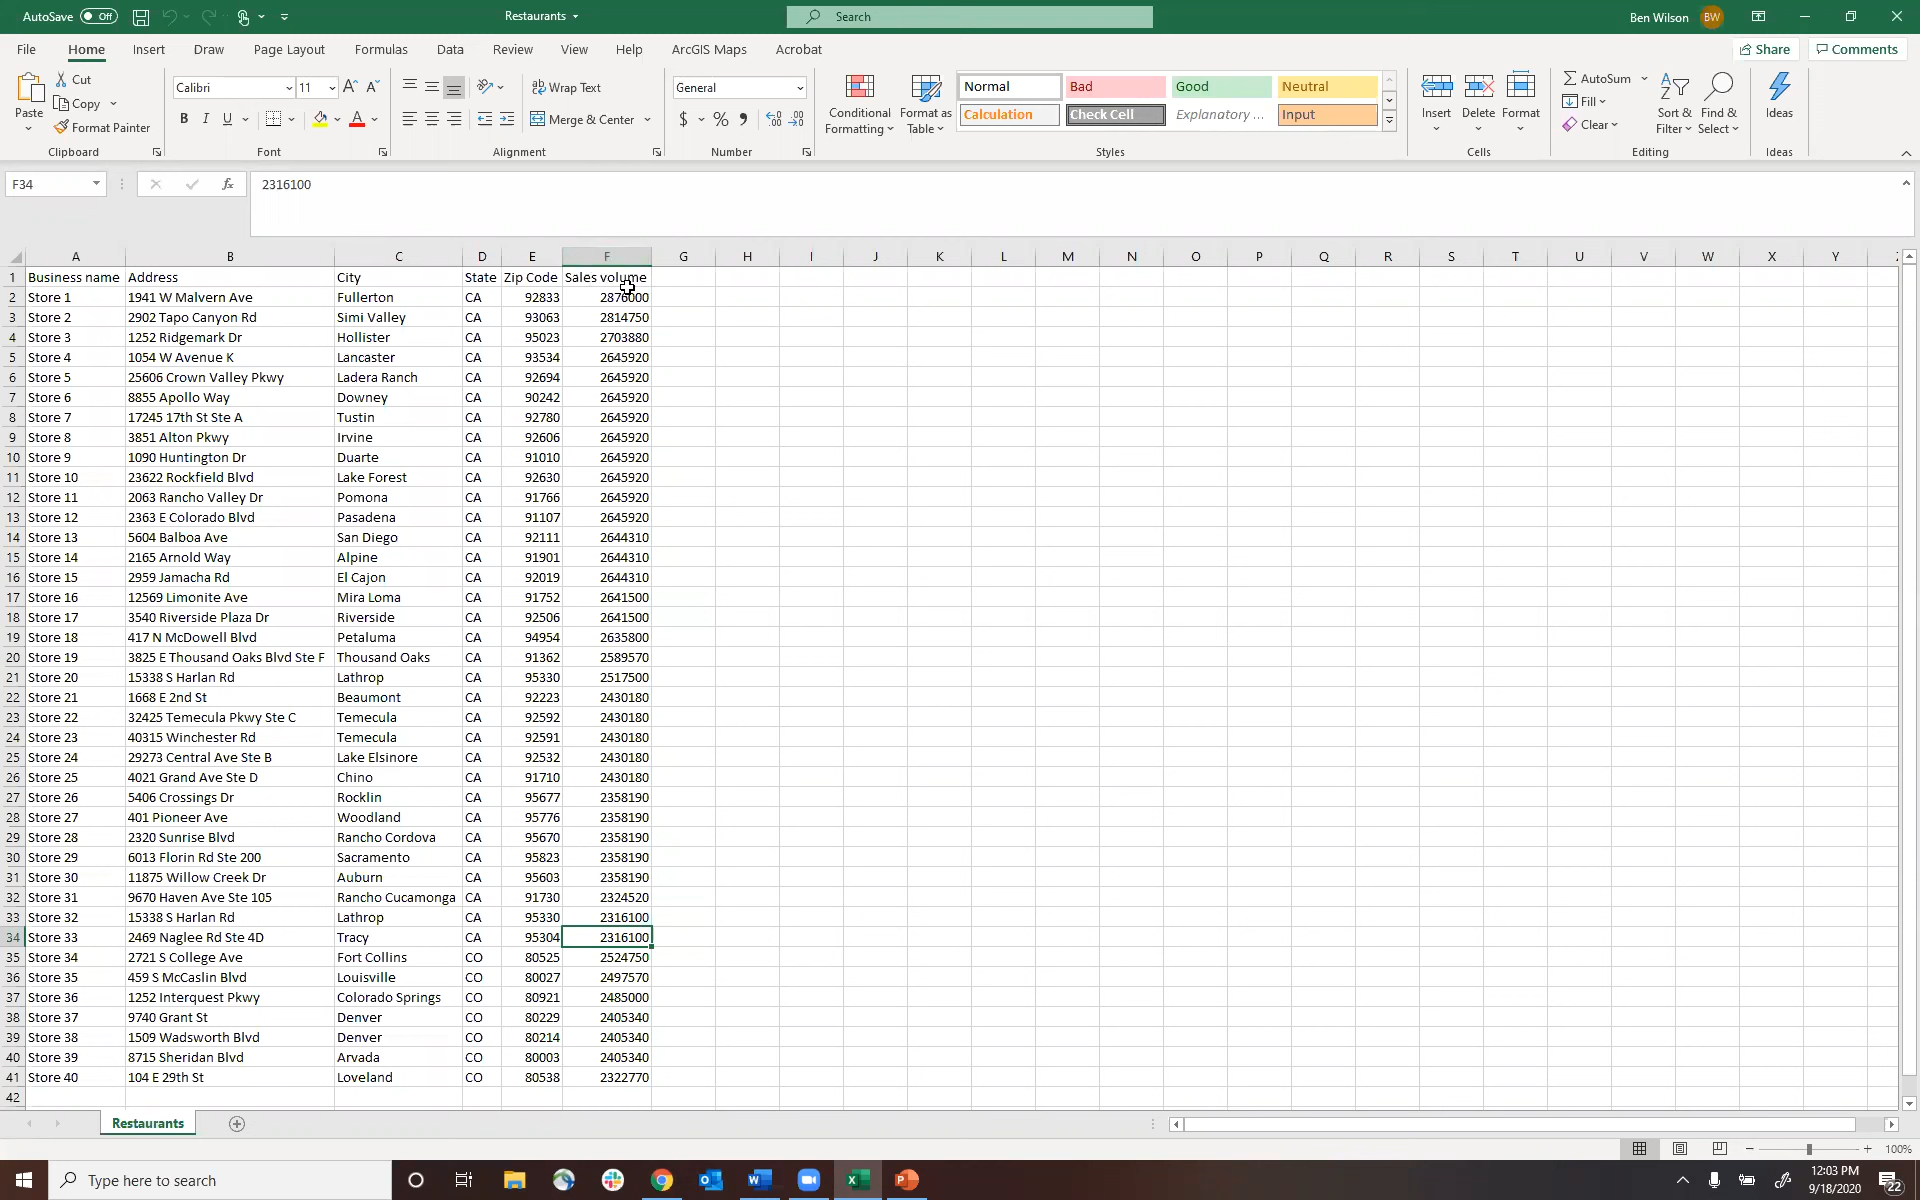 AutoSave Off Restaurants Search Ben Wilson BW
File Home Insert Draw Page Layout Formulas Data Review View Help ArcGIS Maps Acrobat Share Comments
Cut
Copy
Format Painter
Paste
Clipboard
Calibri 11
B I U
Font
Wrap Text
Merge & Center
Alignment
General
$ % 9
Number
Conditional Formatting
Format as Table
Normal Bad Good Neutral
Calculation Check Cell Explanatory ... Input
Styles
Insert Delete Format
Cells
AutoSum
Fill
Clear
Sort & Filter
Find & Select
Editing
Ideas
Ideas
F34 fx 2316100
A B C D E F G H I J K L M N O P Q R S T U V W X Y
1 Business name Address City State Zip Code Sales volume
2 Store 1 1941 W Malvern Ave Fullerton CA 92833 2876000
3 Store 2 2902 Tapo Canyon Rd Simi Valley CA 93063 2814750
4 Store 3 1252 Ridgemark Dr Hollister CA 95023 2703880
5 Store 4 1054 W Avenue K Lancaster CA 93534 2645920
6 Store 5 25606 Crown Valley Pkwy Ladera Ranch CA 92694 2645920
7 Store 6 8855 Apollo Way Downey CA 90242 2645920
8 Store 7 17245 17th St Ste A Tustin CA 92780 2645920
9 Store 8 3851 Alton Pkwy Irvine CA 92606 2645920
10 Store 9 1090 Huntington Dr Duarte CA 91010 2645920
11 Store 10 23622 Rockfield Blvd Lake Forest CA 92630 2645920
12 Store 11 2063 Rancho Valley Dr Pomona CA 91766 2645920
13 Store 12 2363 E Colorado Blvd Pasadena CA 91107 2645920
14 Store 13 5604 Balboa Ave San Diego CA 92111 2644310
15 Store 14 2165 Arnold Way Alpine CA 91901 2644310
16 Store 15 2959 Jamacha Rd El Cajon CA 92019 2644310
17 Store 16 12569 Limonite Ave Mira Loma CA 91752 2641500
18 Store 17 3540 Riverside Plaza Dr Riverside CA 92506 2641500
19 Store 18 417 N McDowell Blvd Petaluma CA 94954 2635800
20 Store 19 3825 E Thousand Oaks Blvd Ste F Thousand Oaks CA 91362 2589570
21 Store 20 15338 S Harlan Rd Lathrop CA 95330 2517500
22 Store 21 1668 E 2nd St Beaumont CA 92223 2430180
23 Store 22 32425 Temecula Pkwy Ste C Temecula CA 92592 2430180
24 Store 23 40315 Winchester Rd Temecula CA 92591 2430180
25 Store 24 29273 Central Ave Ste B Lake Elsinore CA 92532 2430180
26 Store 25 4021 Grand Ave Ste D Chino CA 91710 2430180
27 Store 26 5406 Crossings Dr Rocklin CA 95677 2358190
28 Store 27 401 Pioneer Ave Woodland CA 95776 2358190
29 Store 28 2320 Sunrise Blvd Rancho Cordova CA 95670 2358190
30 Store 29 6013 Florin Rd Ste 200 Sacramento CA 95823 2358190
31 Store 30 11875 Willow Creek Dr Auburn CA 95603 2358190
32 Store 31 9670 Haven Ave Ste 105 Rancho Cucamonga CA 91730 2324520
33 Store 32 15338 S Harlan Rd Lathrop CA 95330 2316100
34 Store 33 2469 Naglee Rd Ste 4D Tracy CA 95304 2316100
35 Store 34 2721 S College Ave Fort Collins CO 80525 2524750
36 Store 35 459 S McCaslin Blvd Louisville CO 80027 2497570
37 Store 36 1252 Interquest Pkwy Colorado Springs CO 80921 2485000
38 Store 37 9740 Grant St Denver CO 80229 2405340
39 Store 38 1509 Wadsworth Blvd Denver CO 80214 2405340
40 Store 39 8715 Sheridan Blvd Arvada CO 80003 2405340
41 Store 40 104 E 29th St Loveland CO 80538 2322770
42
Restaurants
100%
Type here to search
12:03 PM
9/18/2020
22